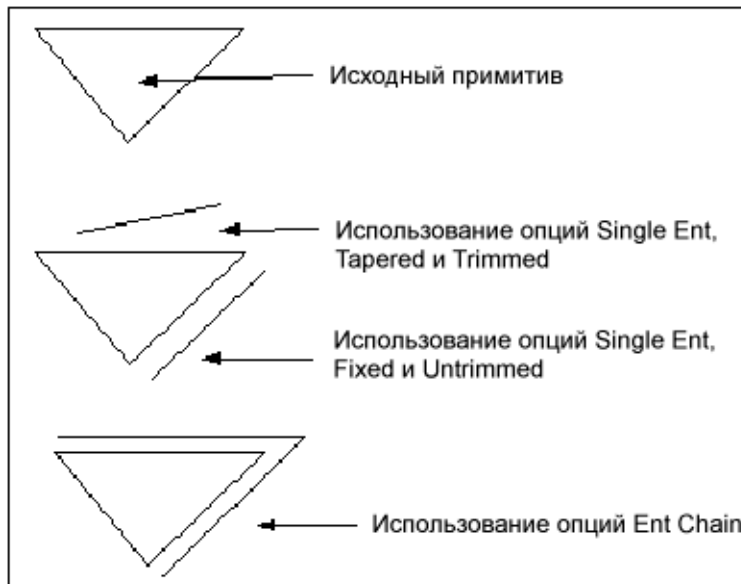 Исходный примитив
Использование опций Single Ent,
Tapered и Trimmed
Использование опций Single Ent,
Fixed и Untrimmed
Использование опций Ent Chain